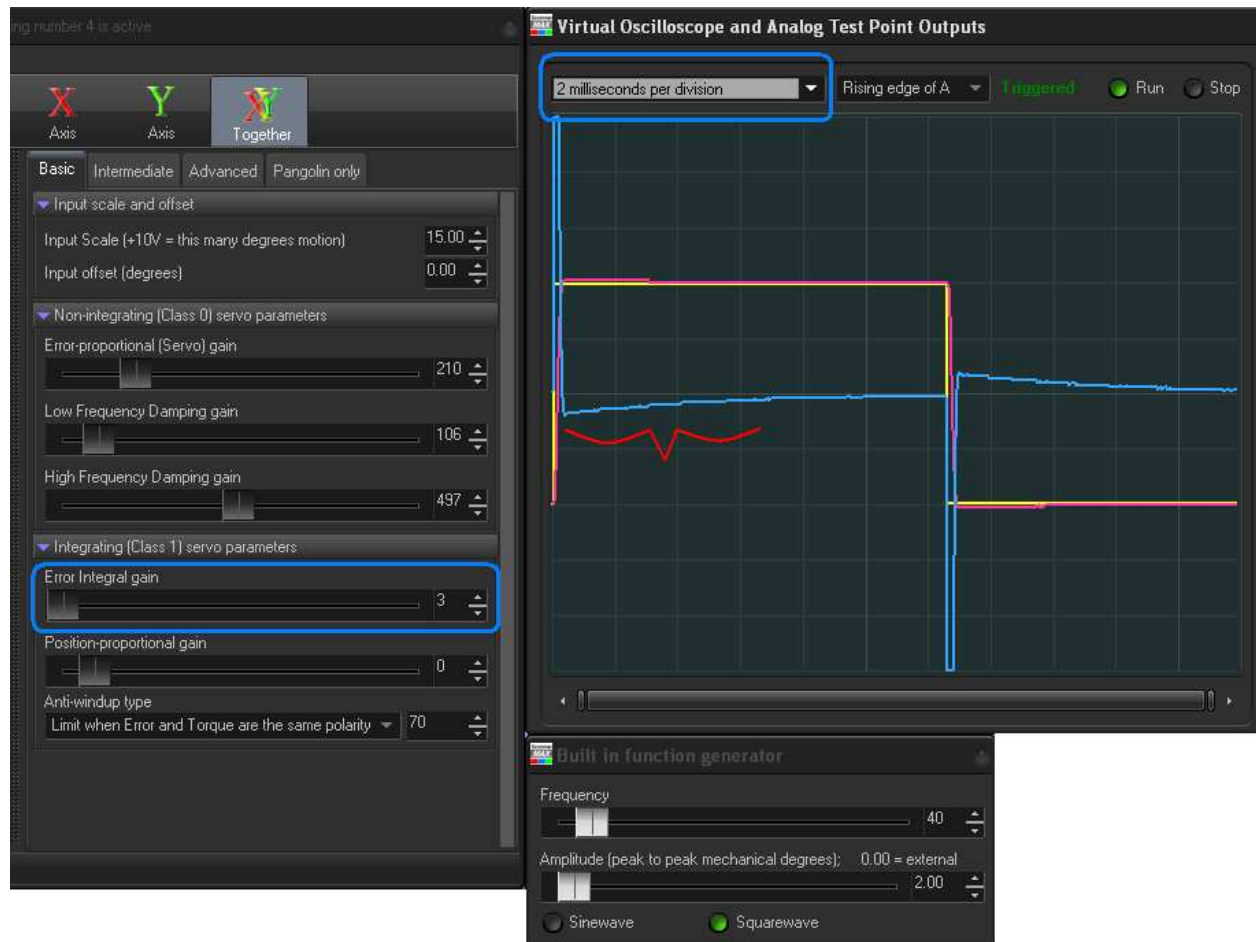 ing number 4 is active
X Axis
Y Axis
XY Together
Basic Intermediate Advanced Pangolin only
Input scale and offset
Input Scale (+10V = this many degrees motion) 15.00
Input offset (degrees) 0.00
Non-integrating (Class 0) servo parameters
Error-proportional (Servo) gain
210
Low Frequency Damping gain
106
High Frequency Damping gain
497
Integrating (Class 1) servo parameters
Error Integral gain
3
Position-proportional gain
0
Anti-windup type
Limit when Error and Torque are the same polarity 70
Virtual Oscilloscope and Analog Test Point Outputs
2 milliseconds per division Rising edge of A Triggered Run Stop
Built in function generator
Frequency
40
Amplitude (peak to peak mechanical degrees); 0.00 = external
2.00
Sinewave Squarewave